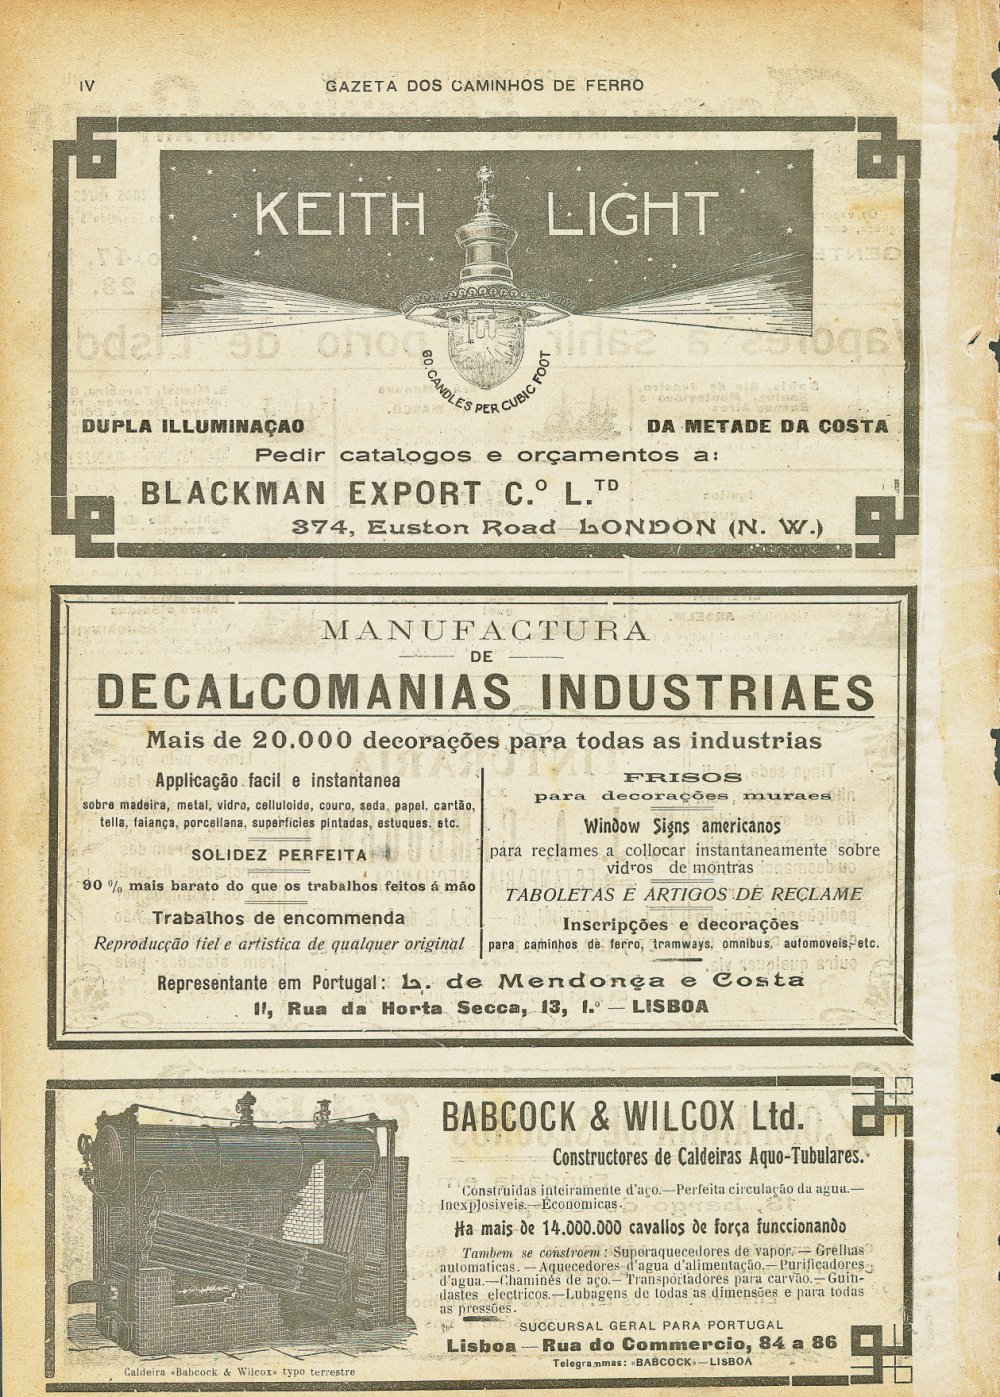 IV
GAZETA DOS CAMINHOS DE FERRO
KEITH LIGHT
60. CANDLES PER CUBIC FOOT
DUPLA ILLUMINAÇAO
DA METADE DA COSTA
Pedir catalogos e orçamentos a:
BLACKMAN EXPORT C.º L.TD
374, Euston Road—LONDON (N. W.)
MANUFACTURA
DE
DECALCOMANIAS INDUSTRIAES
Mais de 20.000 decorações para todas as industrias
Applicação facil e instantanea
sobre madeira, metal, vidro, celluloide, couro, seda, papel, cartão,
tella, faiança, porcellana, superficies pintadas, estuques, etc.
SOLIDEZ PERFEITA
90 % mais barato do que os trabalhos feitos á mão
Trabalhos de encommenda
Reproducção fiel e artistica de qualquer original
FRISOS
para decorações muraes
Window Signs americanos
para reclames a collocar instantaneamente sobre
vidros de montras
TABOLETAS E ARTIGOS DE RECLAME
Inscripções e decorações
para caminhos de ferro, tramways, omnibus, automoveis, etc.
Representante em Portugal: L. de Mendonça e Costa
11, Rua da Horta Secca, 13, 1.º — LISBOA
BABCOCK & WILCOX Ltd.
Constructores de Caldeiras Aquo-Tubulares.
Construidas inteiramente d'aço.—Perfeita circulação da agua.—
Inexplosiveis.—Economicas.
Ha mais de 14.000.000 cavallos de força funccionando
Tambem se constroem: Superaquecedores de vapor. — Grelhas
automaticas. — Aquecedores d'agua d'alimentação.—Purificadores
d'agua.—Chaminés de aço.—Transportadores para carvão.—Guin-
dastes electricos.—Lubagens de todas as dimensões e para todas
as pressões.
SUCCURSAL GERAL PARA PORTUGAL
Lisboa — Rua do Commercio, 84 a 86
Telegrammas: «BABCOCK»—LISBOA
Caldeira «Babcock & Wilcox» typo terrestre